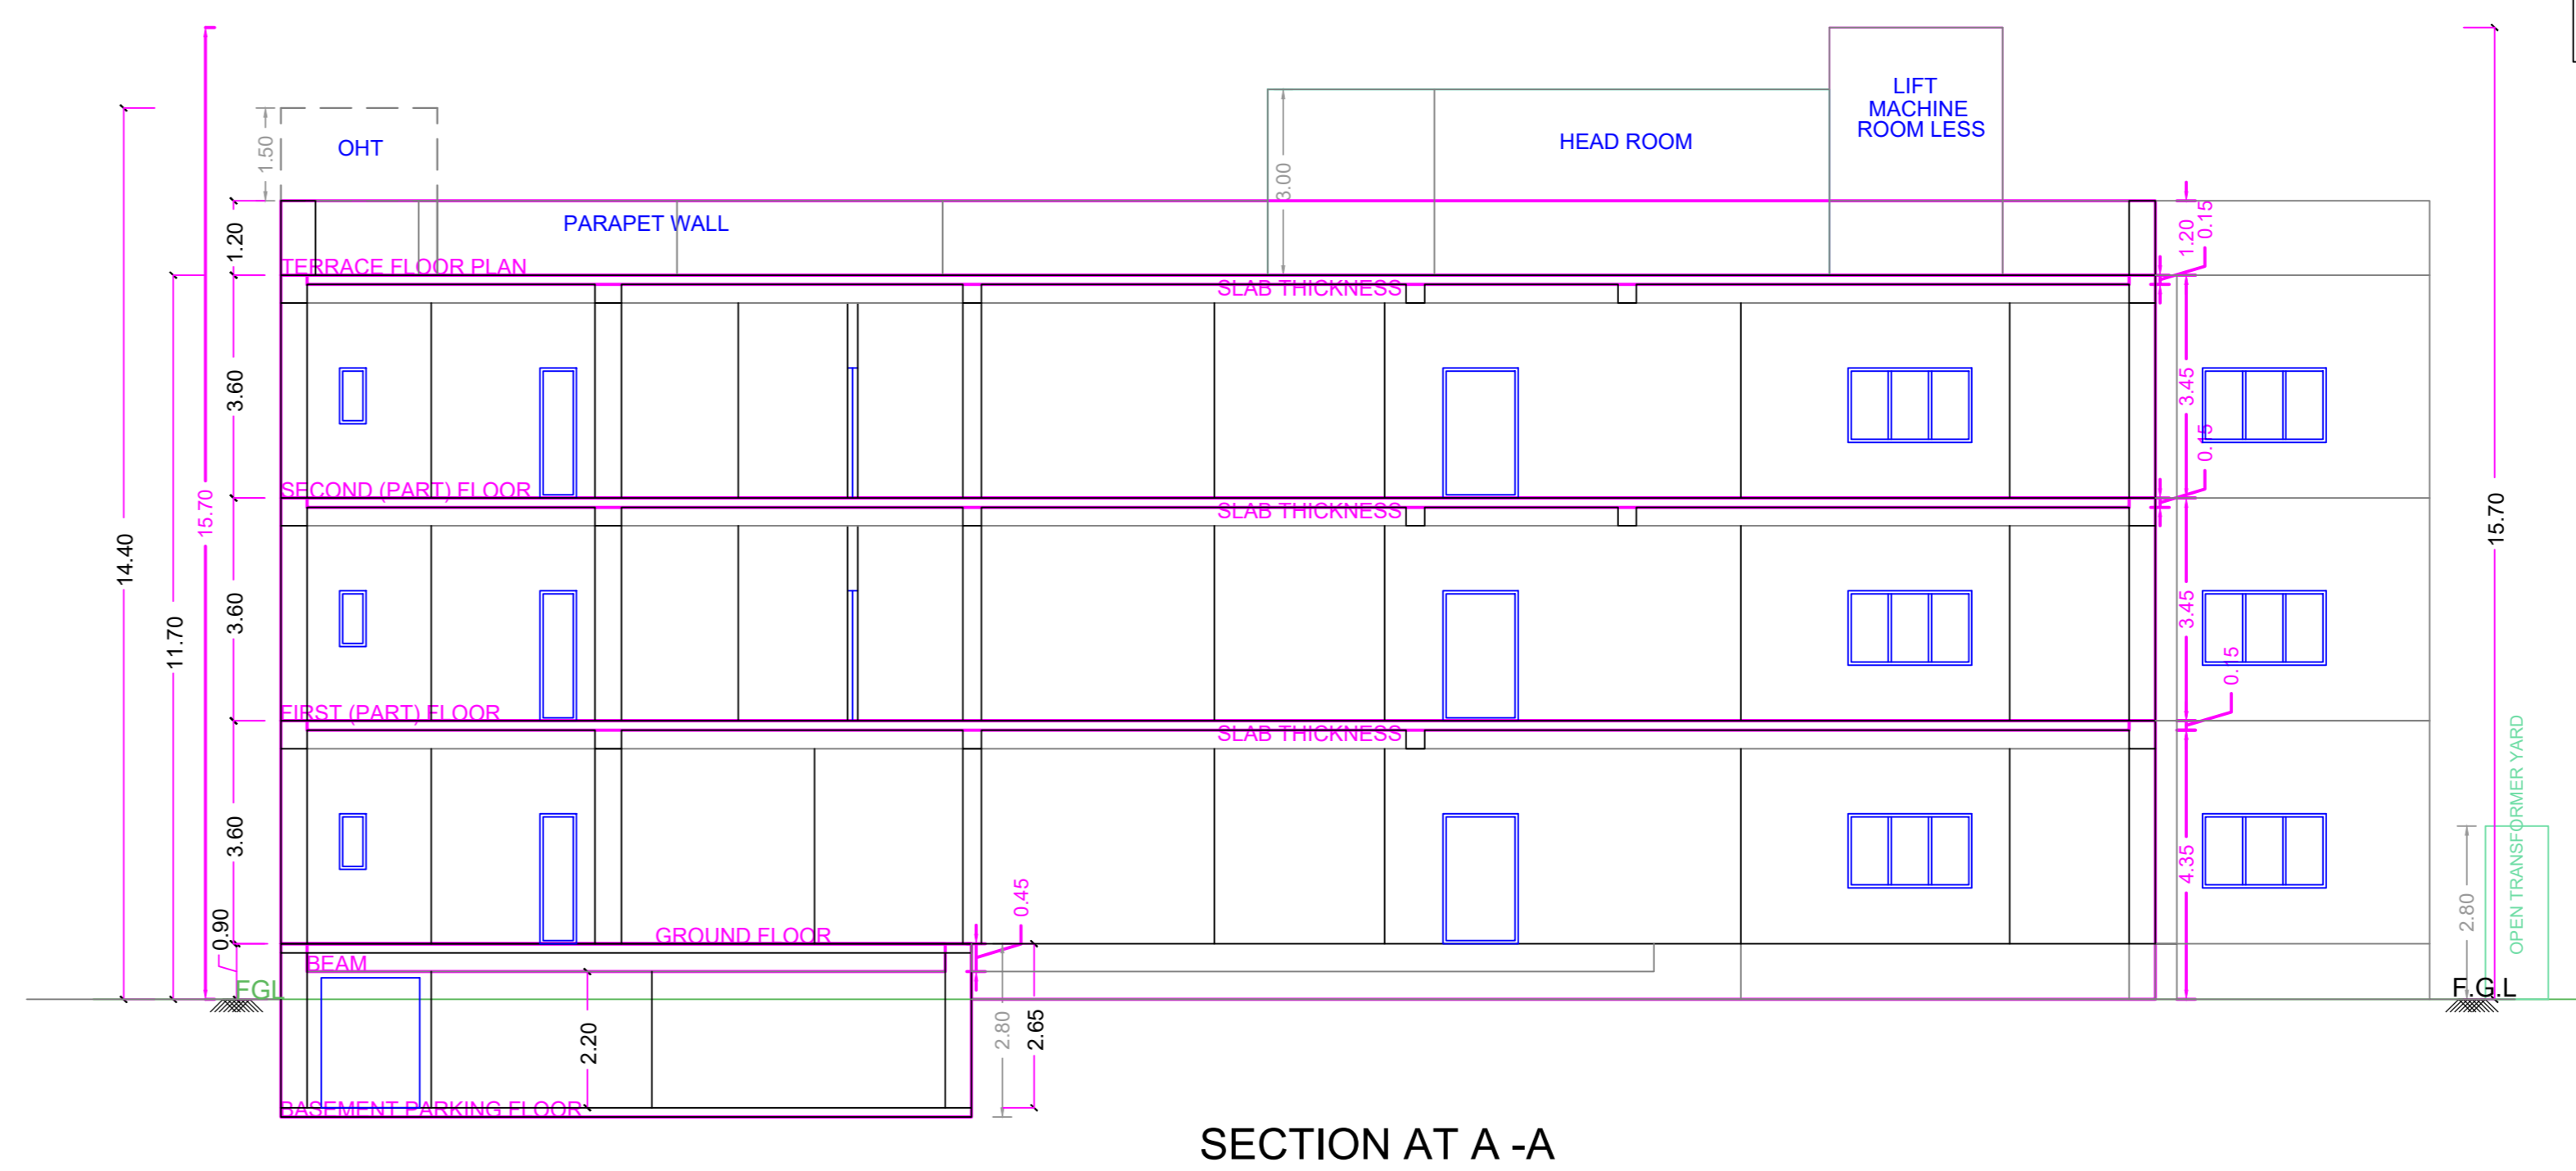 LIFT
MACHINE
ROOM LESS
HEAD ROOM
OHT
1.50
3.00
PARAPET WALL
1.20
1.20
0.15
TERRACE FLOOR PLAN
SLAB THICKNESS
3.60
3.45
0.15
SECOND (PART) FLOOR
SLAB THICKNESS
15.70
15.70
14.40
11.70
3.60
3.45
0.15
FIRST (PART) FLOOR
SLAB THICKNESS
OPEN TRANSFORMER YARD
3.60
4.35
2.80
0.90
0.45
GROUND FLOOR
BEAM
FGL
F.G.L
2.20
2.80
2.65
BASEMENT PARKING FLOOR
SECTION AT A -A